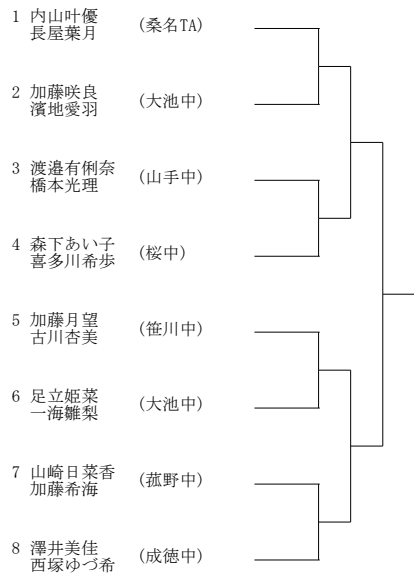 1 内山叶優 (桑名TA)
長屋葉月
2 加藤咲良 (大池中)
濱地愛羽
3 渡邉有俐奈 (山手中)
橋本光理
4 森下あい子 (桜中)
喜多川希歩
5 加藤月望 (笹川中)
古川杏美
6 足立姫菜 (大池中)
一海雛梨
7 山崎日菜香 (菰野中)
加藤希海
8 澤井美佳 (成徳中)
西塚ゆづ希